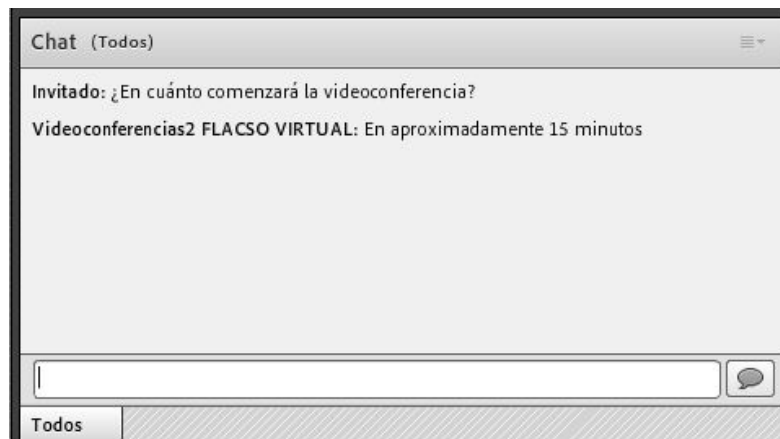 Chat (Todos)
Invitado: ¿En cuánto comenzará la videoconferencia?
Videoconferencias2 FLACSO VIRTUAL: En aproximadamente 15 minutos
Todos